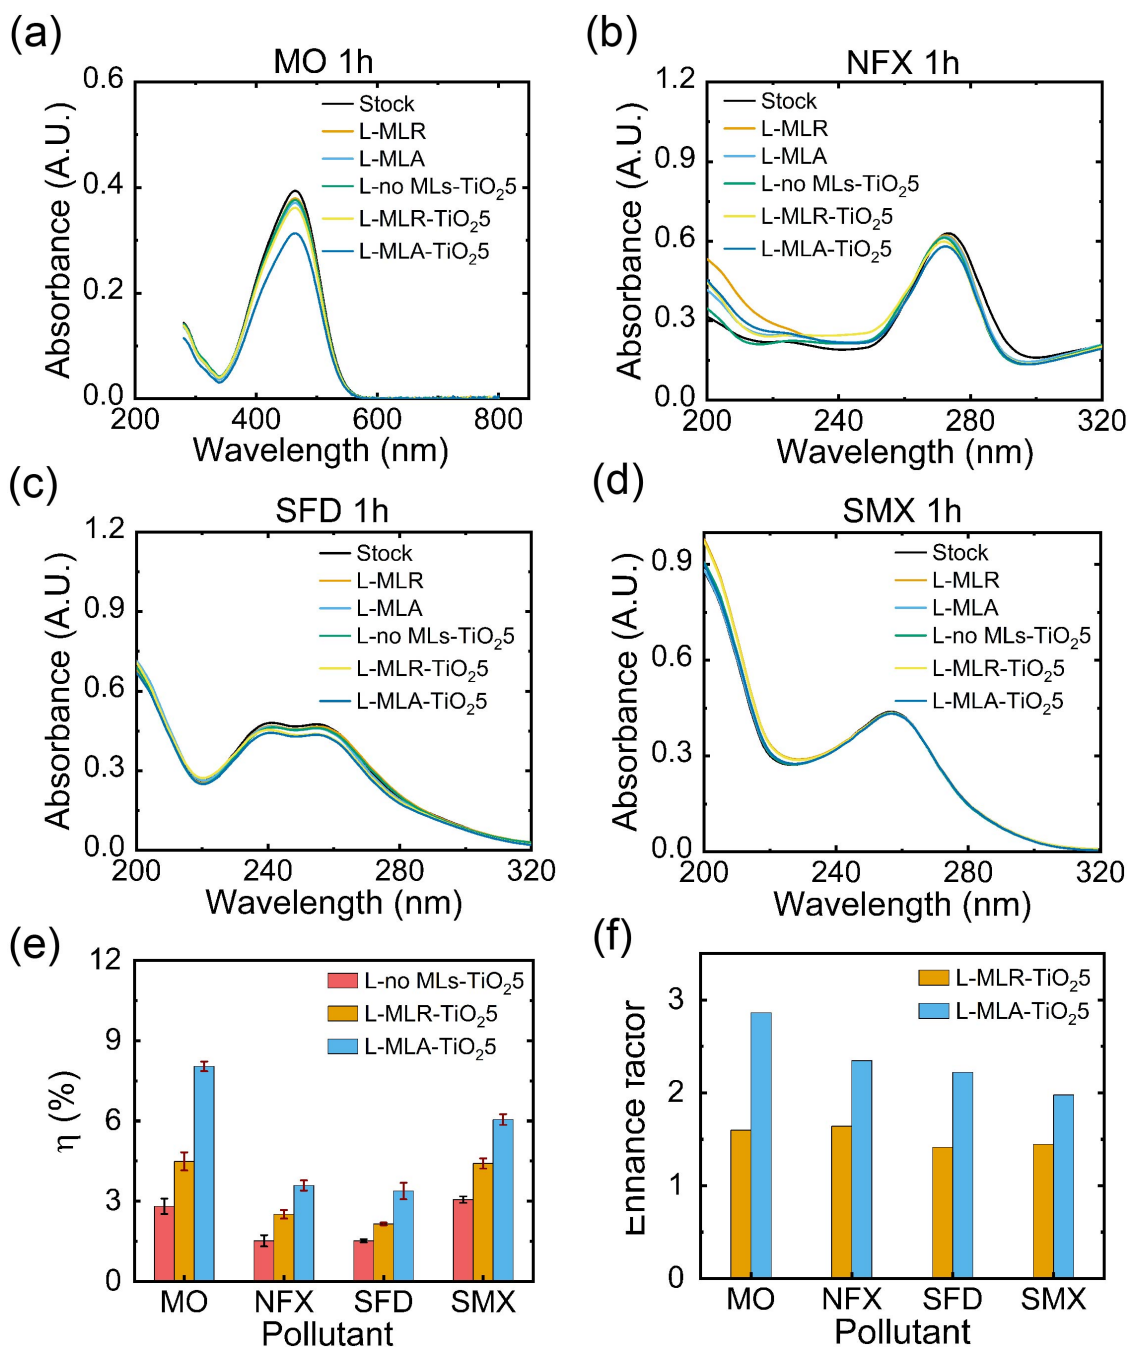 (a)
MO 1h
0.6
0.4
0.2
0.0
Absorbance (A.U.)
Stock
L-MLR
L-MLA
L-no MLs-TiO₂5
L-MLR-TiO₂5
L-MLA-TiO₂5
200 400 600 800
Wavelength (nm)
(b)
NFX 1h
1.2
0.9
0.6
0.3
0.0
Absorbance (A.U.)
Stock
L-MLR
L-MLA
L-no MLs-TiO₂5
L-MLR-TiO₂5
L-MLA-TiO₂5
200 240 280 320
Wavelength (nm)
(c)
SFD 1h
1.2
0.9
0.6
0.3
0.0
Absorbance (A.U.)
Stock
L-MLR
L-MLA
L-no MLs-TiO₂5
L-MLR-TiO₂5
L-MLA-TiO₂5
200 240 280 320
Wavelength (nm)
(d)
SMX 1h
0.9
0.6
0.3
0.0
Absorbance (A.U.)
Stock
L-MLR
L-MLA
L-no MLs-TiO₂5
L-MLR-TiO₂5
L-MLA-TiO₂5
200 240 280 320
Wavelength (nm)
(e)
12
9
6
3
0
η (%)
L-no MLs-TiO₂5
L-MLR-TiO₂5
L-MLA-TiO₂5
MO NFX SFD SMX
Pollutant
(f)
3
2
1
0
Enhance factor
L-MLR-TiO₂5
L-MLA-TiO₂5
MO NFX SFD SMX
Pollutant